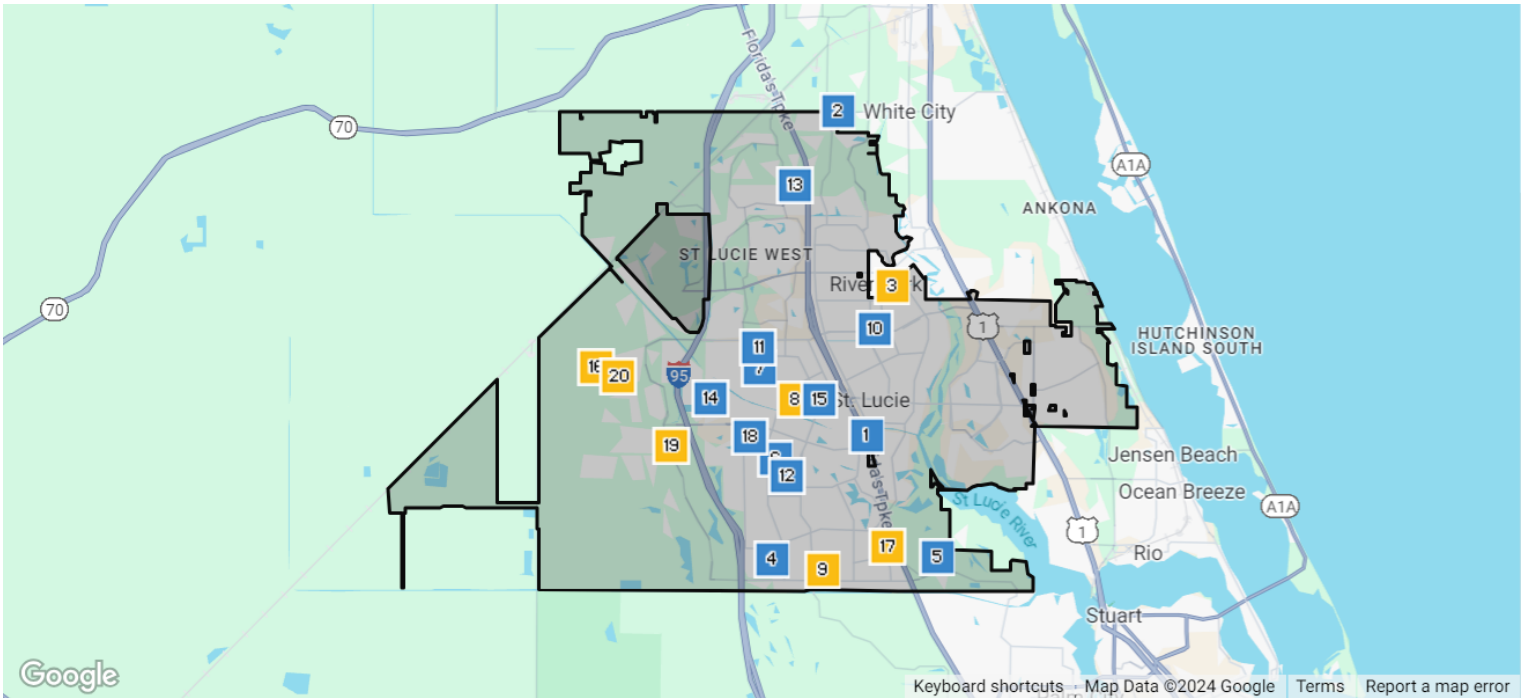 Florida's Tpke
2
White City
70
A1A
13
ANKONA
ST LUCIE WEST
3
70
10
1
HUTCHINSON
ISLAND SOUTH
11
7
16
20
95
14
8
15
St. Lucie
18
1
19
12
Jensen Beach
Ocean Breeze
St Lucie River
A1A
1
17
Rio
4
9
5
Stuart
Google
Keyboard shortcuts
Map Data ©2024 Google
Terms
Report a map error